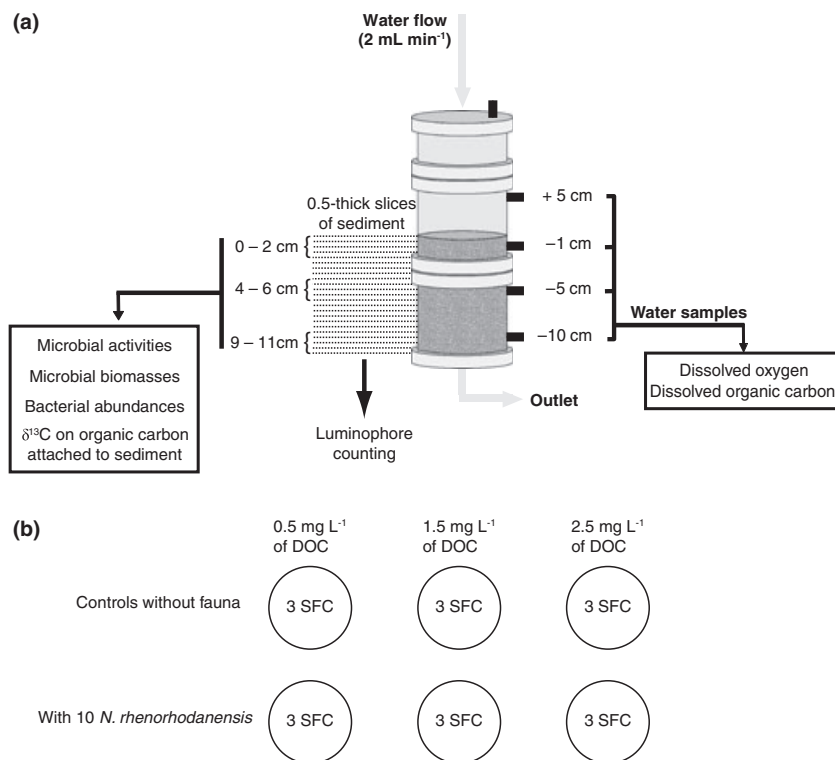 (a)
Water flow
(2 mL min⁻¹)
0.5-thick slices
of sediment
0 – 2 cm
4 – 6 cm
9 – 11cm
+ 5 cm
–1 cm
–5 cm
–10 cm
Water samples
Microbial activities
Microbial biomasses
Bacterial abundances
δ¹³C on organic carbon
attached to sediment
Dissolved oxygen
Dissolved organic carbon
Outlet
Luminophore
counting
(b)
0.5 mg L⁻¹
of DOC
1.5 mg L⁻¹
of DOC
2.5 mg L⁻¹
of DOC
Controls without fauna
3 SFC
3 SFC
3 SFC
With 10 N. rhenorhodanensis
3 SFC
3 SFC
3 SFC